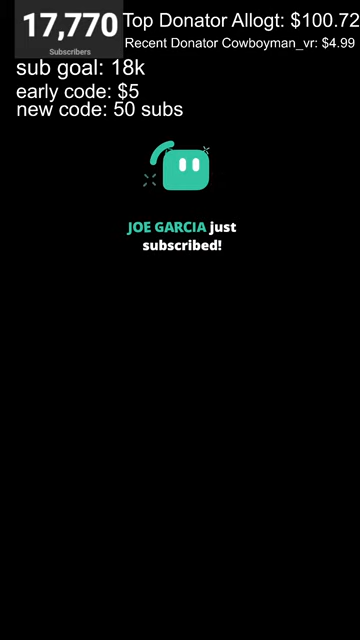 17,770
Subscribers
Top Donator Allogt: $100.72
Recent Donator Cowboyman_vr: $4.99
sub goal: 18k
early code: $5
new code: 50 subs
JOE GARCIA just
subscribed!